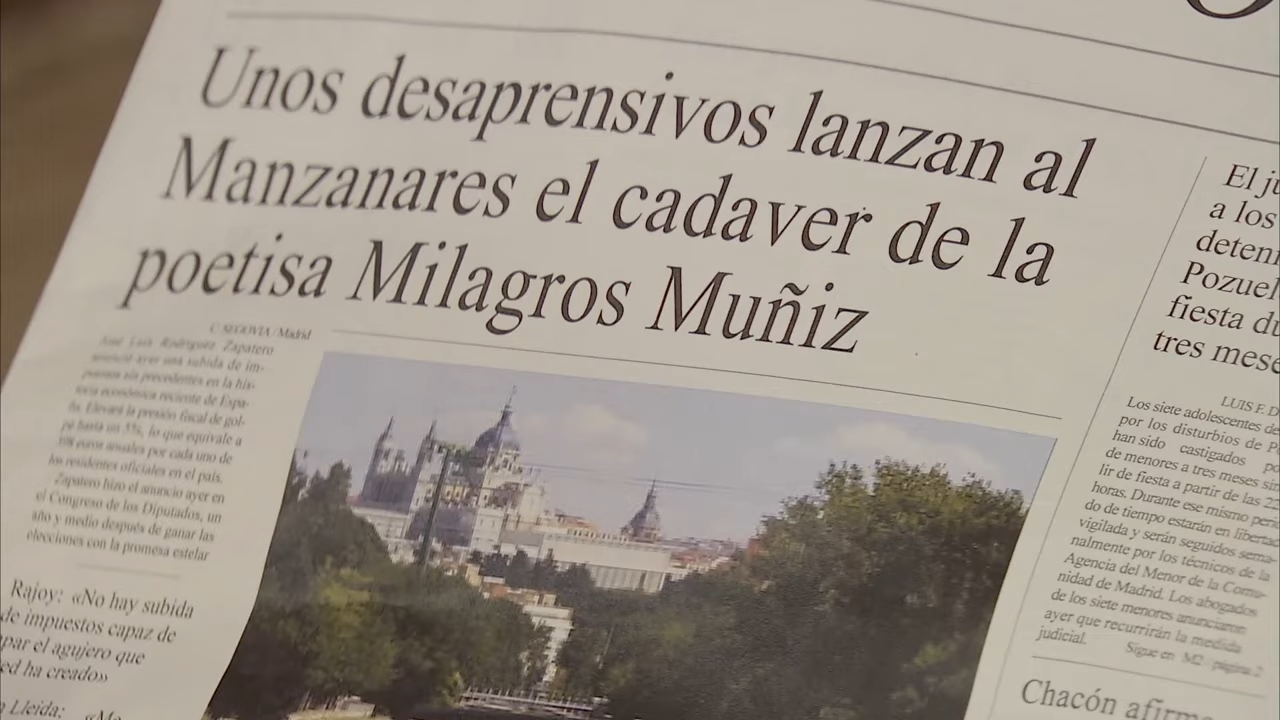 Unos desaprensivos lanzan al
Manzanares el cadaver de la
poetisa Milagros Muñiz
C. SEGOVIA / Madrid
José Luis Rodríguez Zapatero
anunció ayer una subida de im-
puestos sin precedentes en la his-
toria económica reciente de Espa-
ña. Elevará la presión fiscal de gol-
pe hasta un 5%, lo que equivale a
euros anuales por cada uno de
los residentes oficiales en el país.
Zapatero hizo el anuncio ayer en
el Congreso de los Diputados, un
año y medio después de ganar las
elecciones con la promesa estelar
Rajoy: «No hay subida
de impuestos capaz de
par el agujero que
ed ha creado»
Lleida: «Me
El ju
a los
deteni
Pozuel
fiesta du
tres mese
LUIS F. D
Los siete adolescentes de
por los disturbios de P
han sido castigados po
de menores a tres meses sin
lir de fiesta a partir de las 22
horas. Durante ese mismo perio
do de tiempo estarán en libertad
vigilada y serán seguidos sema-
nalmente por los técnicos de la
Agencia del Menor de la Comu-
nidad de Madrid. Los abogados
de los siete menores anunciaron
ayer que recurrirán la medida
judicial.
Sigue en M2 / página 2
Chacón afirm